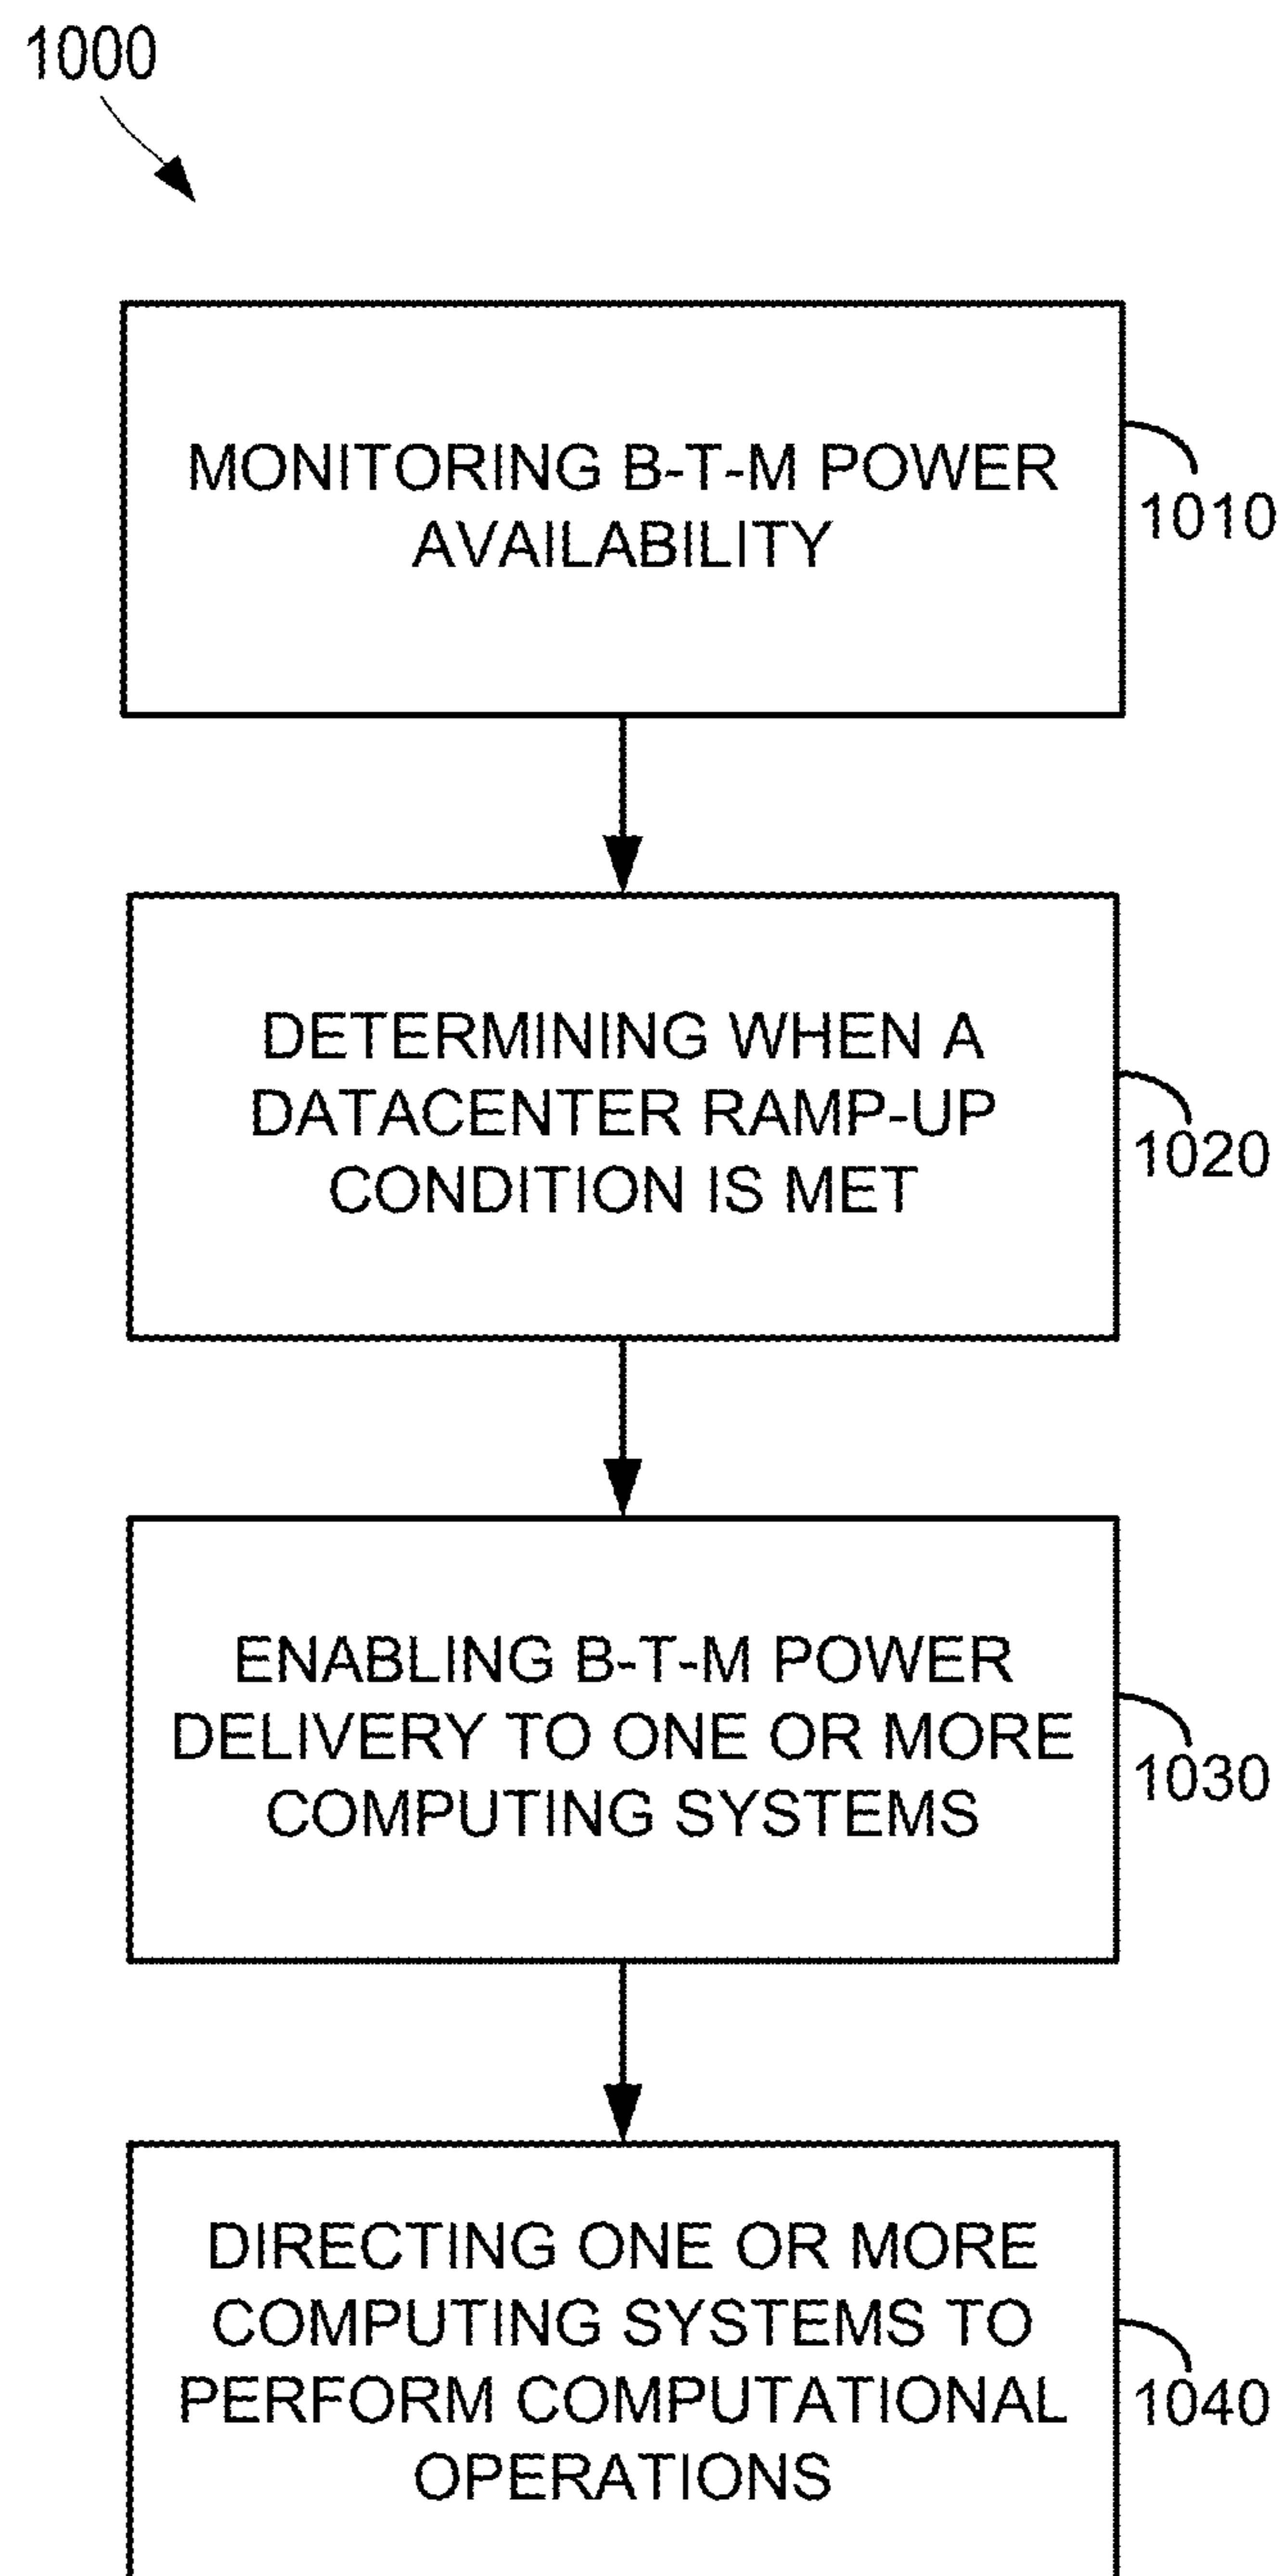 1000
MONITORING B-T-M POWER
AVAILABILITY
1010
DETERMINING WHEN A
DATACENTER RAMP-UP
CONDITION IS MET
1020
ENABLING B-T-M POWER
DELIVERY TO ONE OR MORE
COMPUTING SYSTEMS
1030
DIRECTING ONE OR MORE
COMPUTING SYSTEMS TO
PERFORM COMPUTATIONAL
OPERATIONS
1040